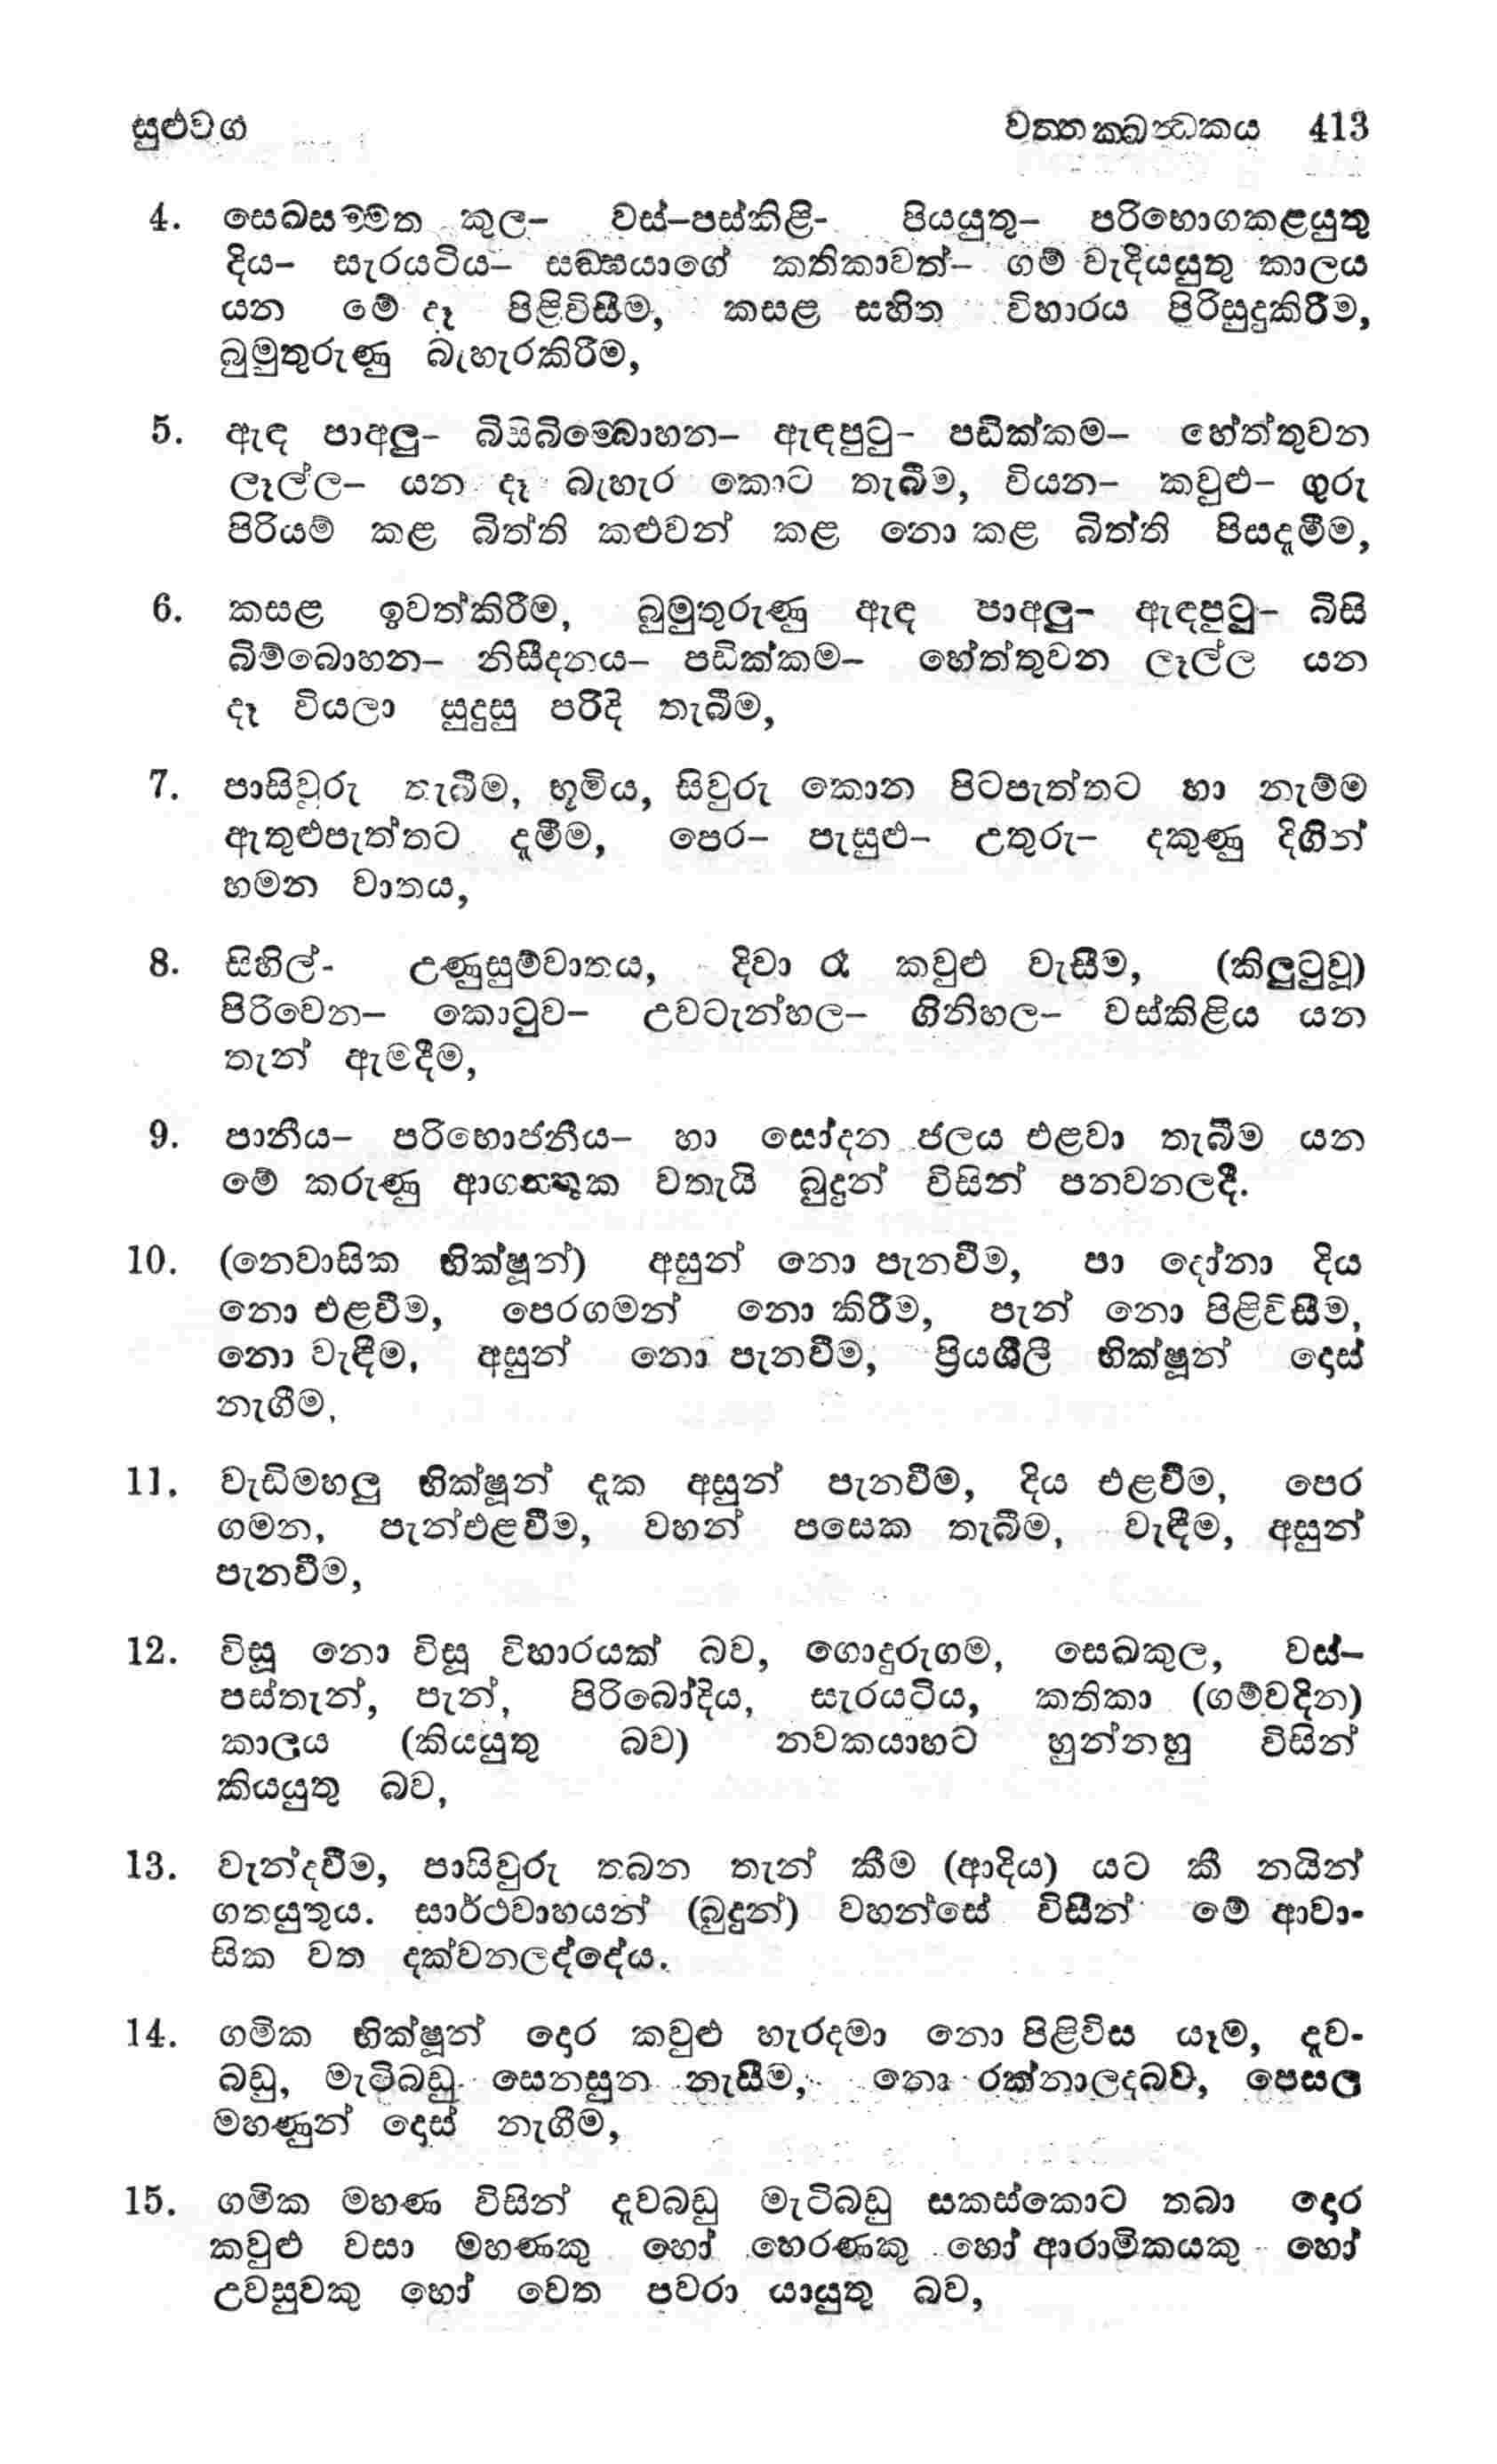 සුළුවග වත්තක්ඛන්ධකය 413
4. සෙඛසම්මත කුල– වස්–පස්කිළි- පියයුතු– පරිභොගකළයුතු
දිය– සැරයටිය– සඞ්ඝයාගේ කතිකාවත්– ගම් වැදියයුතු කාලය
යන මේ දෑ පිළිවිසීම, කසළ සහිත විහාරය පිරිසුදුකිරීම,
බුමුතුරුණු බැහැරකිරීම,
5. ඇඳ පාඅලු– බිසිබිම්බොහන– ඇඳපුටු– පඩික්කම– හේත්තුවන
ලෑල්ල– යන දෑ බැහැර කොට තැබීම, වියන– කවුළු– ගුරු
පිරියම් කළ බිත්ති කළුවන් කළ නො කළ බිත්ති පිසදැමීම,
6. කසළ ඉවත්කිරීම, බුමුතුරුණු ඇඳ පාඅලු– ඇඳපුටු– බිසි
බිම්බොහන– නිසීදනය– පඩික්කම– හේත්තුවන ලෑල්ල යන
දෑ වියලා සුදුසු පරිදි තැබීම,
7. පාසිවුරු තැබීම, භූමිය, සිවුරු කොන පිටපැත්තට හා නැම්ම
ඇතුළුපැත්තට දැමීම, පෙර– පැසුළු– උතුරු– දකුණු දිගින්
හමන වාතය,
8. සිහිල්- උණුසුම්වාතය, දිවා රෑ කවුළු වැසීම, (කිලුටුවූ)
පිරිවෙන– කොටුව– උවටැන්හල– ගිනිහල– වස්කිළිය යන
තැන් ඇමදීම,
9. පානීය– පරිභොජනීය– හා සෝදන ජලය එළවා තැබීම යන
මේ කරුණු ආගන්තුක වතැයි බුදුන් විසින් පනවනලදී.
10. (නෙවාසික භික්ෂූන්) අසුන් නො පැනවීම, පා දෝනා දිය
නො එළවීම, පෙරගමන් නො කිරීම, පැන් නො පිළිවිසීම,
නො වැඳීම, අසුන් නො පැනවීම, ප්‍රියශීලී භික්ෂූන් දොස්
නැගීම,
11. වැඩිමහලු භික්ෂූන් දැක අසුන් පැනවීම, දිය එළවීම, පෙර
ගමන, පැන්එළවීම, වහන් පසෙක තැබීම, වැඳීම, අසුන්
පැනවීම,
12. විසූ නො විසූ විහාරයක් බව, ගොදුරුගම, සෙඛකුල, වස්–
පස්තැන්, පැන්, පිරිබෝදිය, සැරයටිය, කතිකා (ගම්වදින)
කාලය (කියයුතු බව) නවකයාහට හුන්නහු විසින්
කියයුතු බව,
13. වැන්දවීම, පාසිවුරු තබන තැන් කීම (ආදිය) යට කී නයින්
ගතයුතුය. සාර්ථවාහයන් (බුදුන්) වහන්සේ විසින් මේ ආවා-
සික වත දක්වනලද්දේය.
14. ගමික භික්ෂූන් දොර කවුළු හැරදමා නො පිළිවිස යෑම, දැව-
බඩු, මැටිබඩු සෙනසුන නැසීම, නො රක්නාලදබව, පෙසල
මහණුන් දොස් නැගීම,
15. ගමික මහණ විසින් දැවබඩු මැටිබඩු සකස්කොට තබා දොර
කවුළු වසා මහණකු හෝ හෙරණකු හෝ ආරාමිකයකු හෝ
උවසුවකු හෝ වෙත පවරා යායුතු බව,